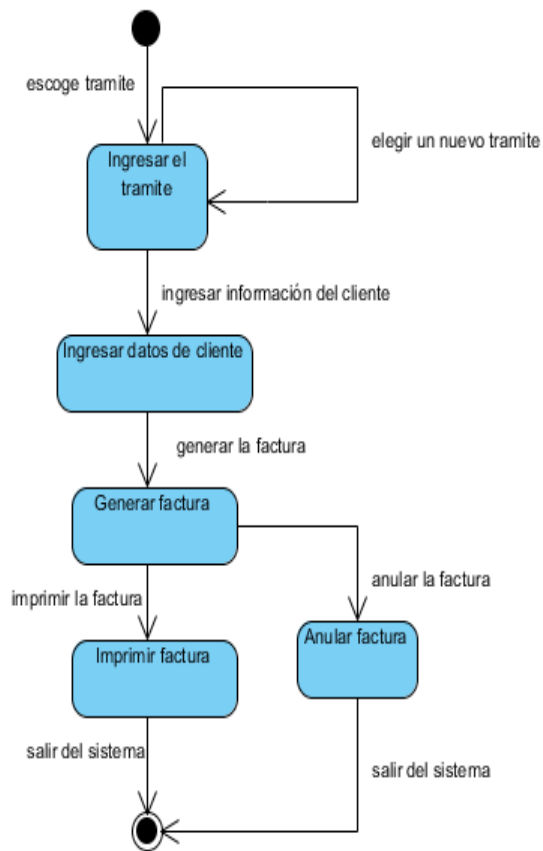 escoge tramite
elegir un nuevo tramite
Ingresar el
tramite
ingresar información del cliente
Ingresar datos de cliente
generar la factura
Generar factura
anular la factura
imprimir la factura
Imprimir factura
Anular factura
salir del sistema
salir del sistema